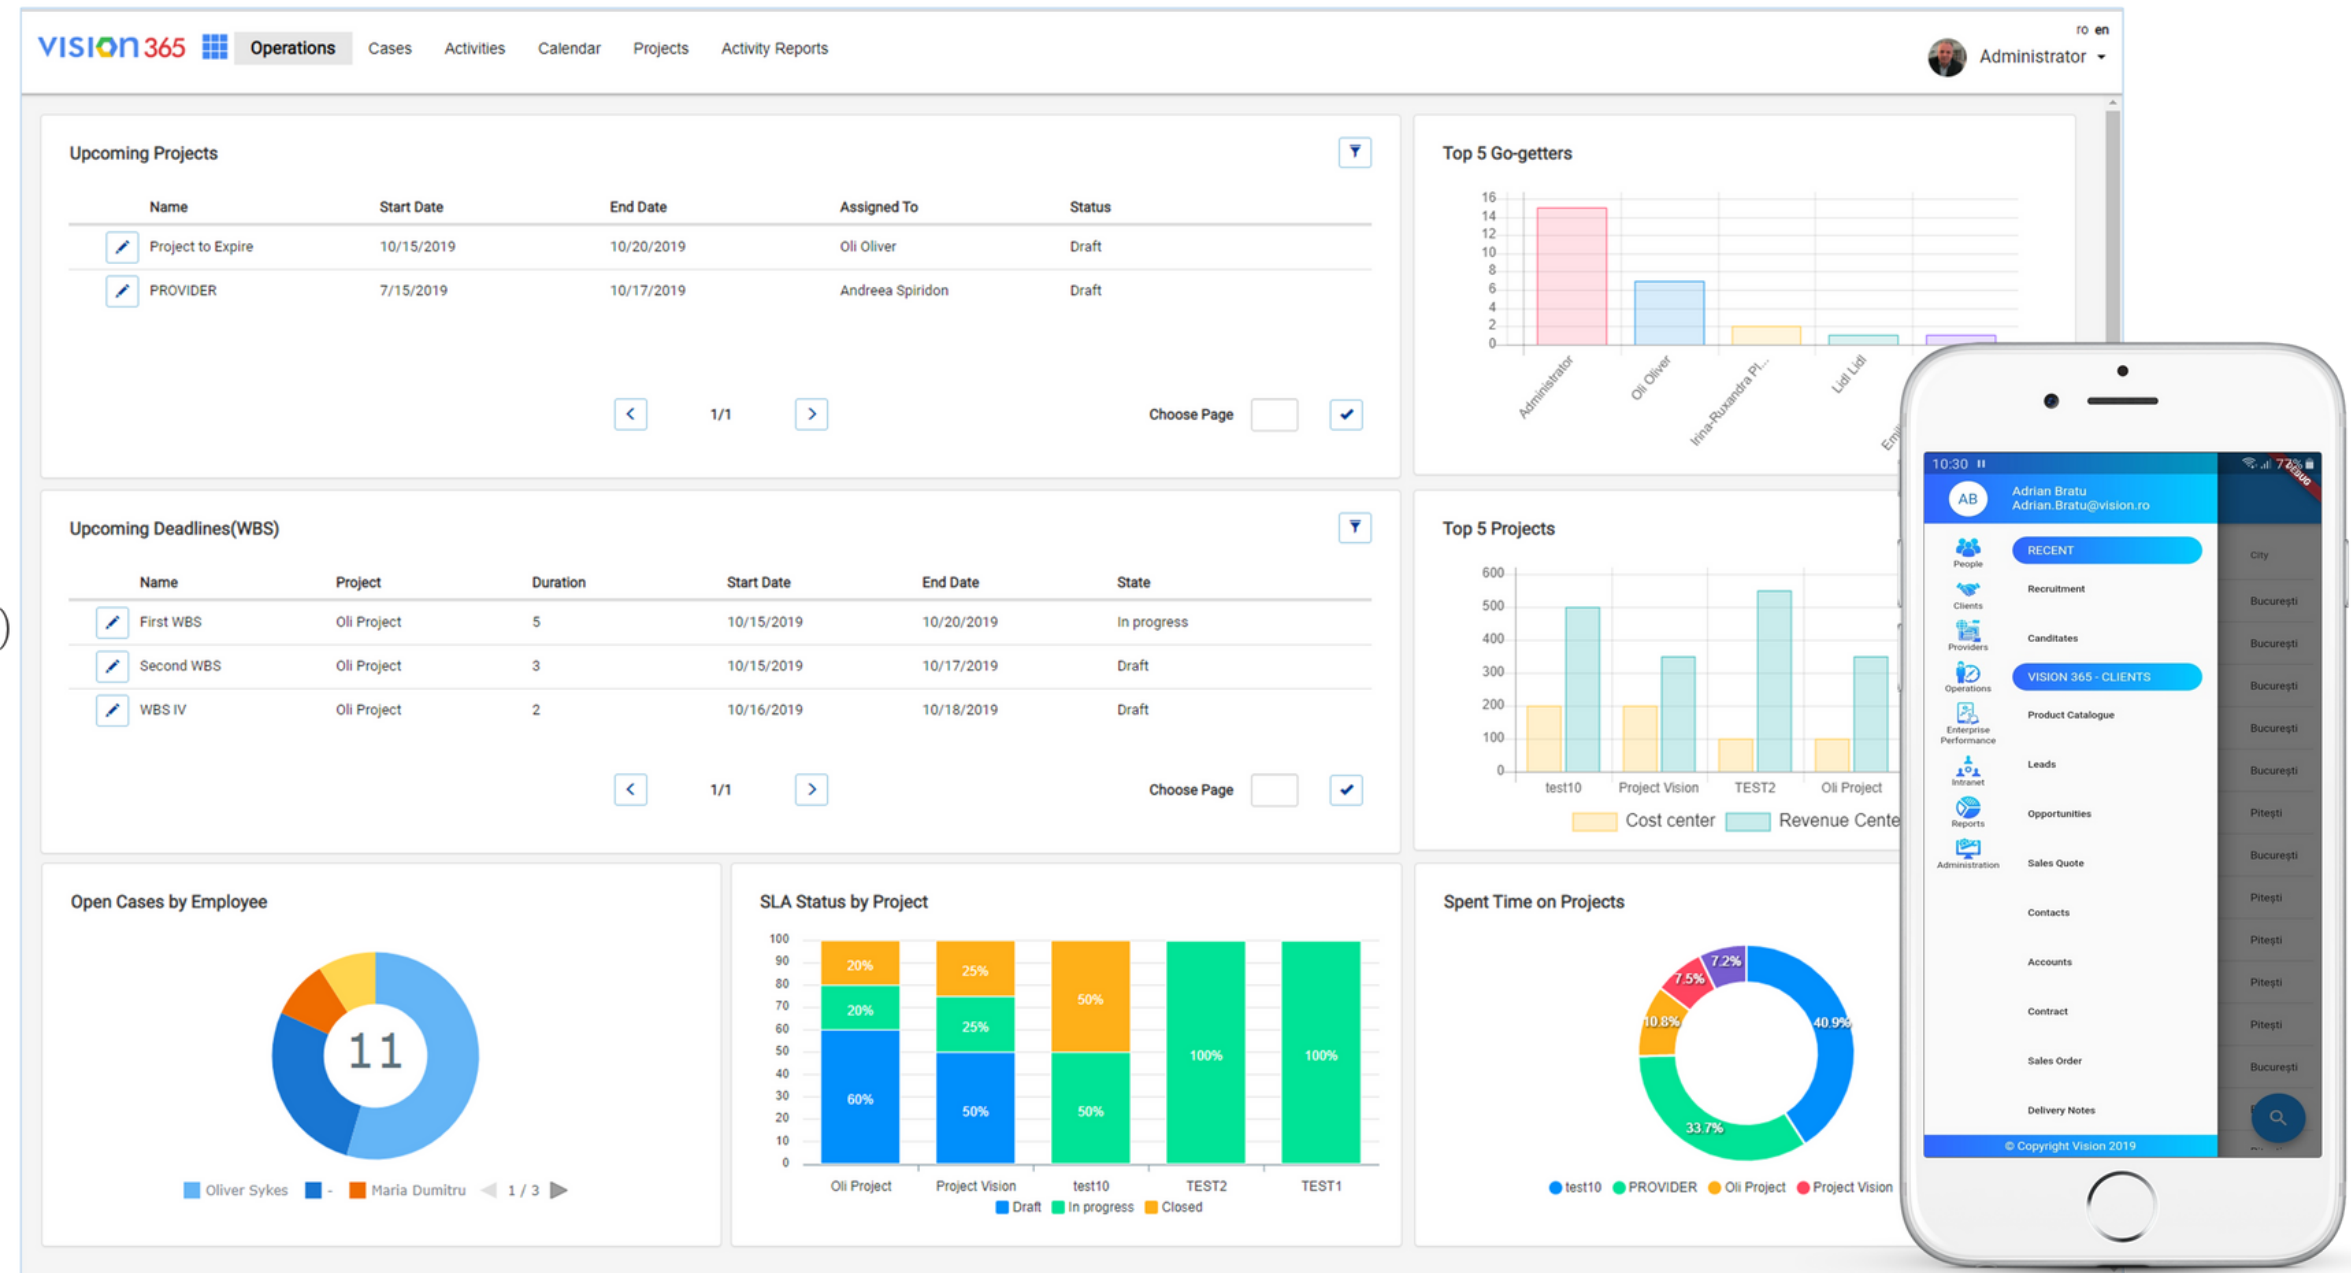 VISION 365 Operations Cases Activities Calendar Projects Activity Reports
ro en
Administrator
Upcoming Projects
Name Start Date End Date Assigned To Status
Project to Expire 10/15/2019 10/20/2019 Oli Oliver Draft
PROVIDER 7/15/2019 10/17/2019 Andreea Spiridon Draft
1/1 Choose Page
Top 5 Go-getters
16
14
12
10
8
6
4
2
0
Administrator Oli Oliver Irina-Ruxandra Pl... Lidl Lidl
Upcoming Deadlines(WBS)
Name Project Duration Start Date End Date State
First WBS Oli Project 5 10/15/2019 10/20/2019 In progress
Second WBS Oli Project 3 10/15/2019 10/17/2019 Draft
WBS IV Oli Project 2 10/16/2019 10/18/2019 Draft
1/1 Choose Page
Top 5 Projects
600
500
400
300
200
100
0
test10 Project Vision TEST2 Oli Project
Cost center Revenue Cente
Open Cases by Employee
11
Oliver Sykes - Maria Dumitru 1 / 3
SLA Status by Project
100
90
80
70
60
50
40
30
20
10
0
20% 25%
20% 25% 50%
60% 50% 50% 100% 100%
Oli Project Project Vision test10 TEST2 TEST1
Draft In progress Closed
Spent Time on Projects
7.2%
7.5%
10.8% 40.9%
33.7%
test10 PROVIDER Oli Project Project Vision
10:30 77%
DEBUG
AB Adrian Bratu
Adrian.Bratu@vision.ro
People
Clients
Providers
Operations
Enterprise
Performance
Intranet
Reports
Administration
RECENT
Recruitment
Canditates
VISION 365 - CLIENTS
Product Catalogue
Leads
Opportunities
Sales Quote
Contacts
Accounts
Contract
Sales Order
Delivery Notes
City
București
București
București
București
București
Pitești
București
Pitești
Pitești
Pitești
Pitești
București
© Copyright Vision 2019